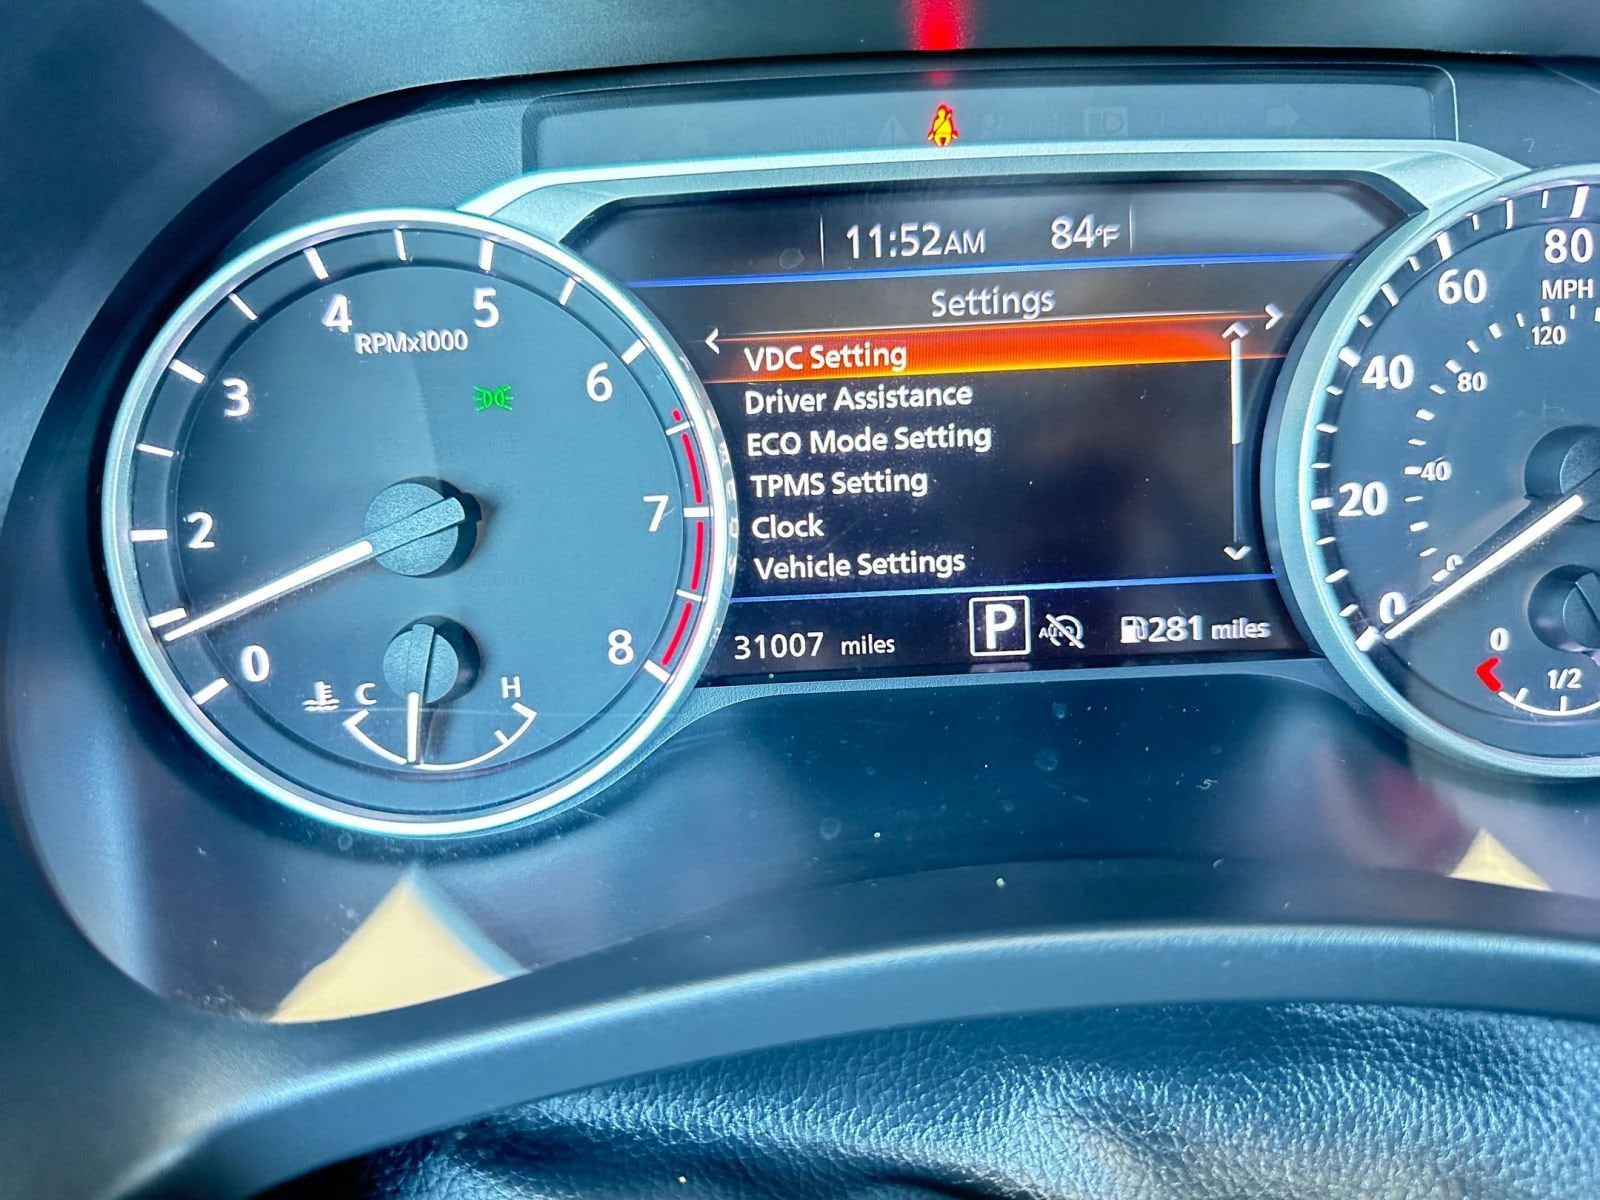 11:52AM 84°F
Settings
VDC Setting
Driver Assistance
ECO Mode Setting
TPMS Setting
Clock
Vehicle Settings
31007 miles
P
AUTO
281 miles
RPMx1000
0
2
3
4
5
6
7
8
C
H
0
20
40
60
80
MPH
0
40
80
120
0
1/2